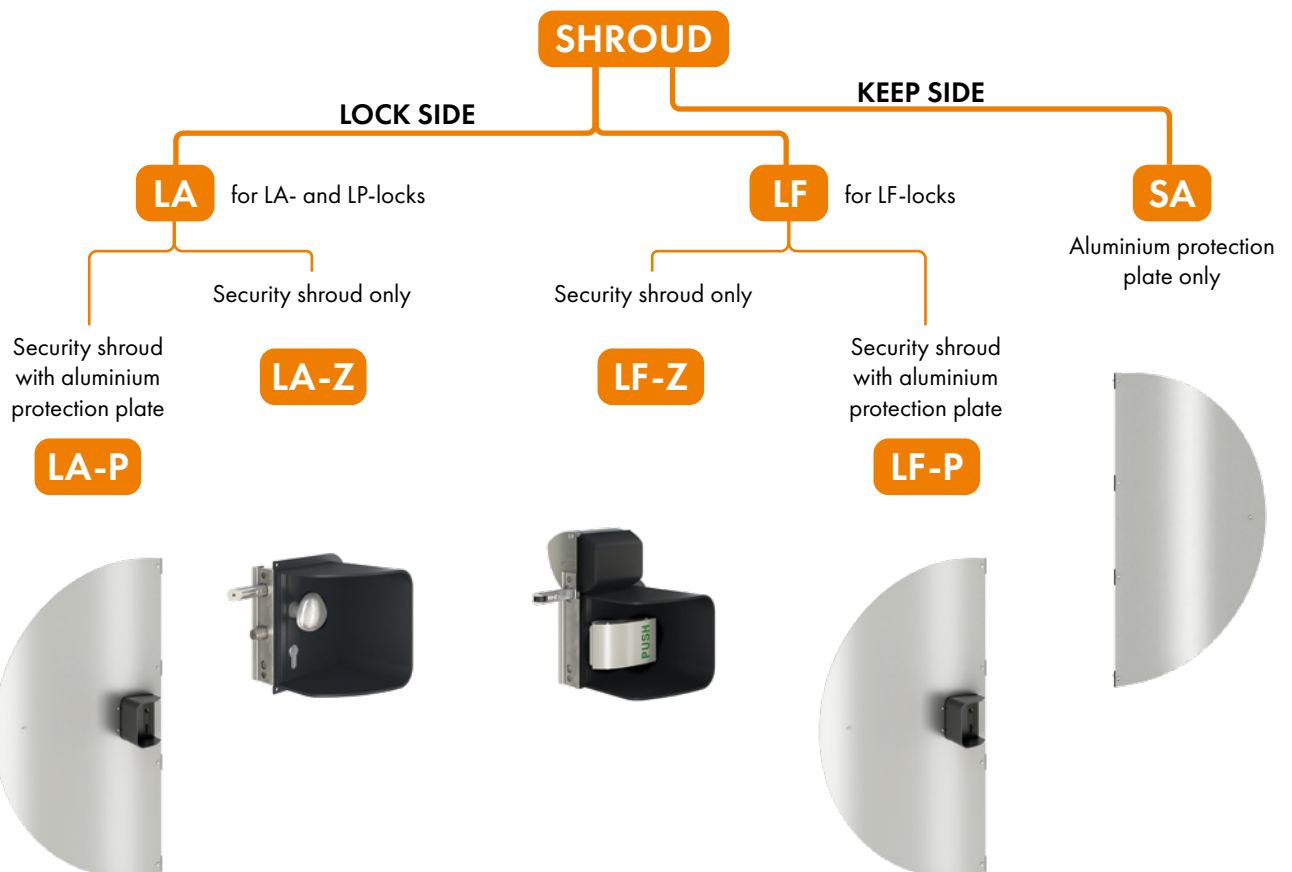 SHROUD
LOCK SIDE
KEEP SIDE
LA
for LA- and LP-locks
LF
for LF-locks
SA
Aluminium protection
plate only
Security shroud only
Security shroud only
Security shroud
with aluminium
protection plate
LA-Z
LF-Z
Security shroud
with aluminium
protection plate
LA-P
LF-P
PUSH